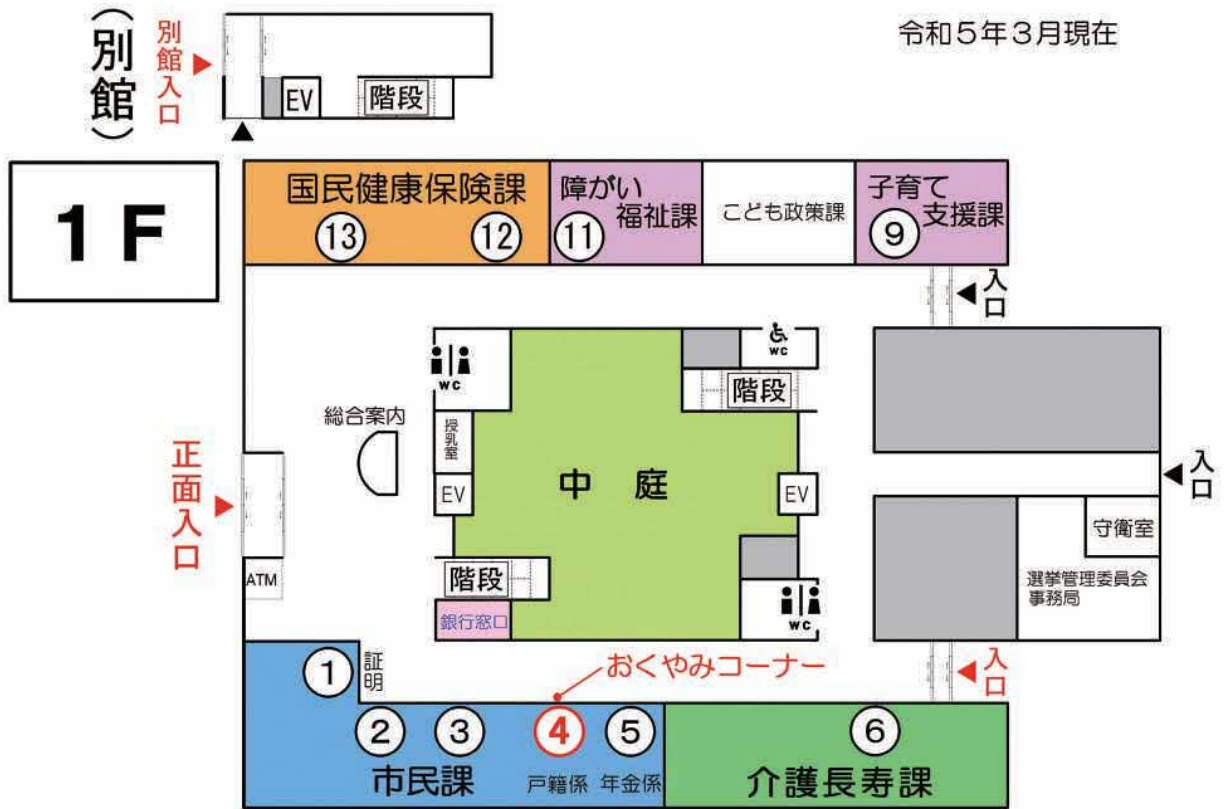 (別館)
別館入口
令和5年3月現在
EV
階段
1F
国民健康保険課
⑬
⑫
障がい
福祉課
⑪
こども政策課
子育て
支援課
⑨
入口
WC
WC
階段
総合案内
授乳室
中庭
正面入口
EV
EV
入口
守衛室
ATM
階段
選挙管理委員会
事務局
銀行窓口
WC
①
証明
おくやみコーナー
入口
②
③
④
⑤
⑥
市民課
戸籍係
年金係
介護長寿課